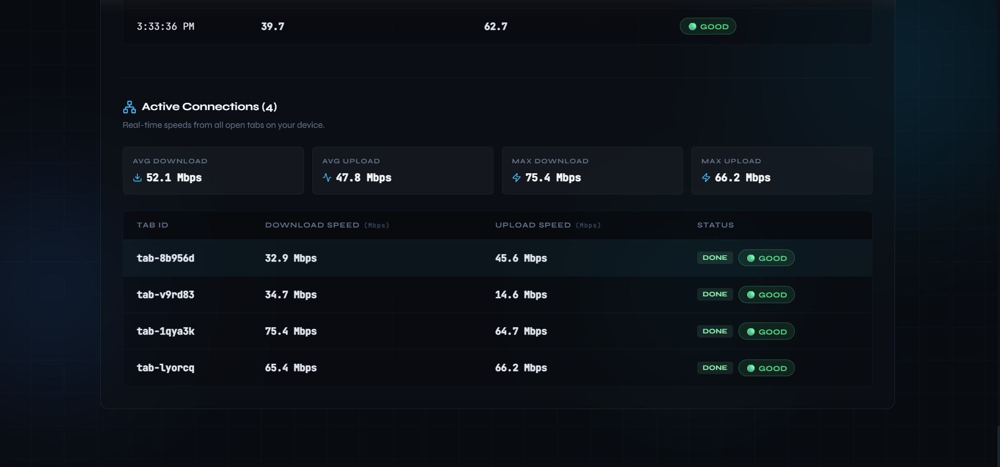 3:33:36 PM 39.7 62.7 GOOD
Active Connections (4)
Real-time speeds from all open tabs on your device.
AVG DOWNLOAD AVG UPLOAD MAX DOWNLOAD MAX UPLOAD
52.1 Mbps 47.8 Mbps 75.4 Mbps 66.2 Mbps
TAB ID DOWNLOAD SPEED (Mbps) UPLOAD SPEED (Mbps) STATUS
tab-8b956d 32.9 Mbps 45.6 Mbps DONE GOOD
tab-v9rd83 34.7 Mbps 14.6 Mbps DONE GOOD
tab-1qya3k 75.4 Mbps 64.7 Mbps DONE GOOD
tab-lyorcq 65.4 Mbps 66.2 Mbps DONE GOOD